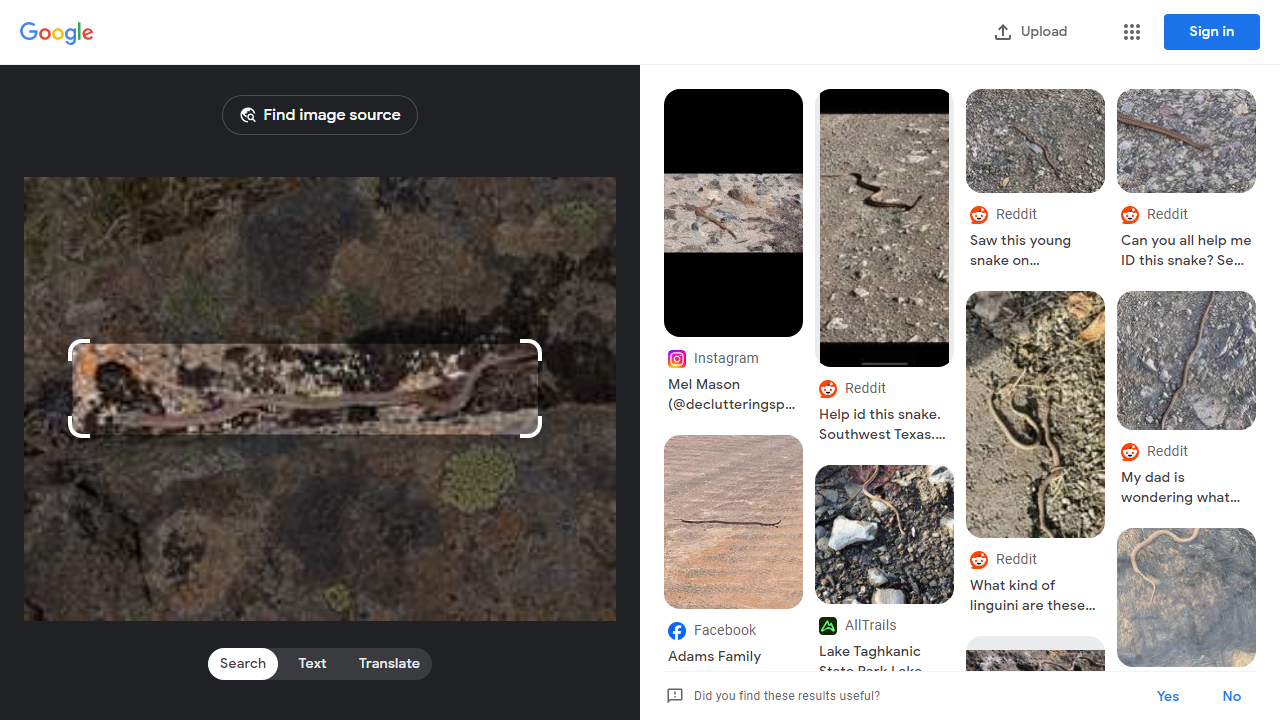 Google
Upload
Sign in
Find image source
Search
Text
Translate
Instagram
Mel Mason
(@declutteringsp...
Facebook
Adams Family
Reddit
Help id this snake.
Southwest Texas....
AllTrails
Lake Taghkanic
State Park Lake
Reddit
Saw this young
snake on...
Reddit
What kind of
linguini are these...
Reddit
Can you all help me
ID this snake? Se...
Reddit
My dad is
wondering what...
Did you find these results useful?
Yes
No